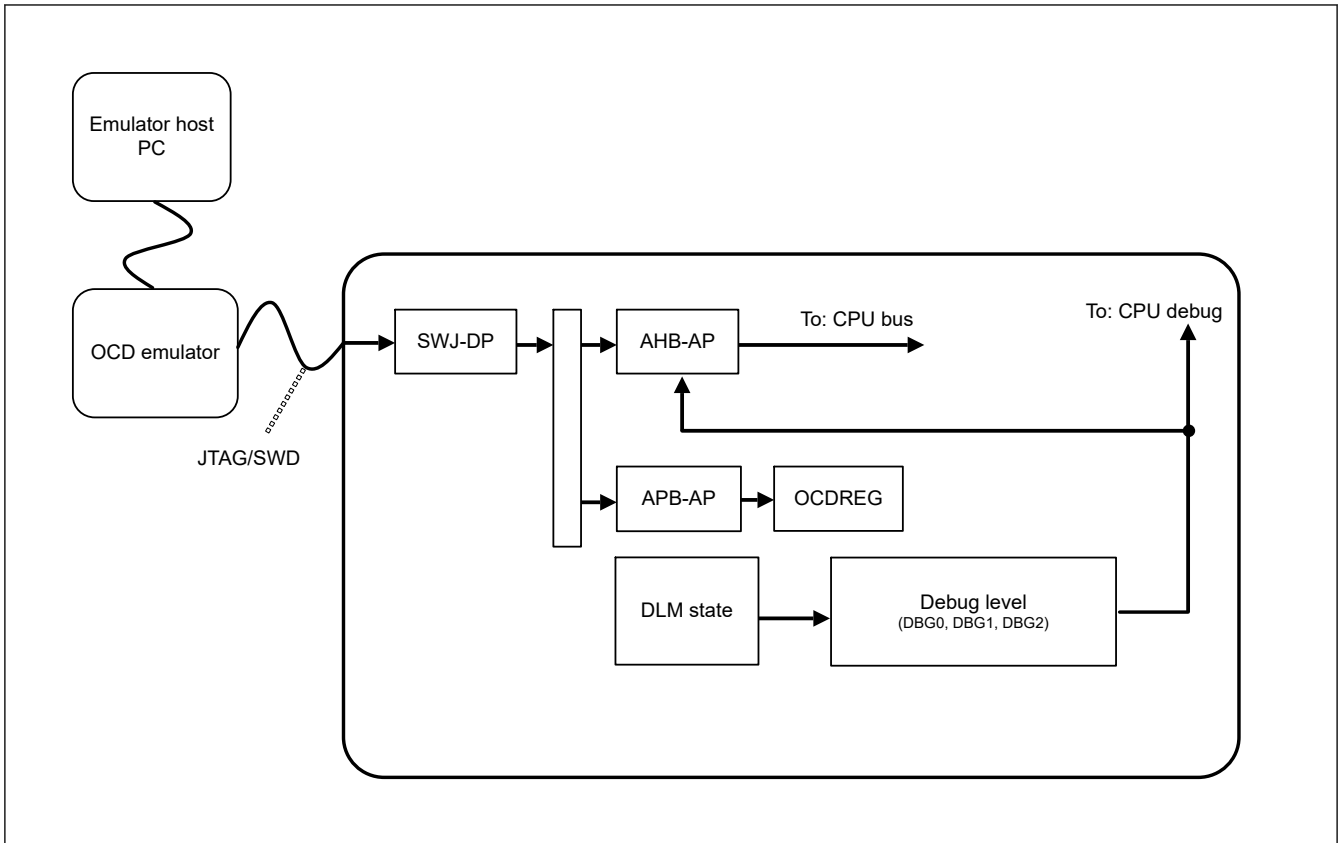 Emulator host
PC
OCD emulator
JTAG/SWD
SWJ-DP
AHB-AP
To: CPU bus
To: CPU debug
APB-AP
OCDREG
DLM state
Debug level
(DBG0, DBG1, DBG2)